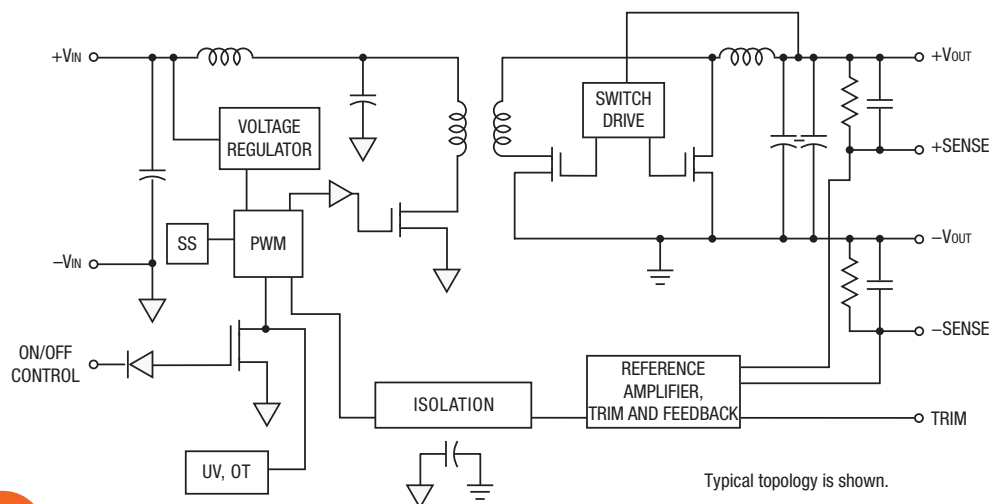 +VIN
+VOUT
SWITCH
DRIVE
VOLTAGE
REGULATOR
+SENSE
SS
PWM
−VIN
−VOUT
ON/OFF
CONTROL
−SENSE
REFERENCE
AMPLIFIER,
TRIM AND FEEDBACK
ISOLATION
TRIM
UV, OT
Typical topology is shown.